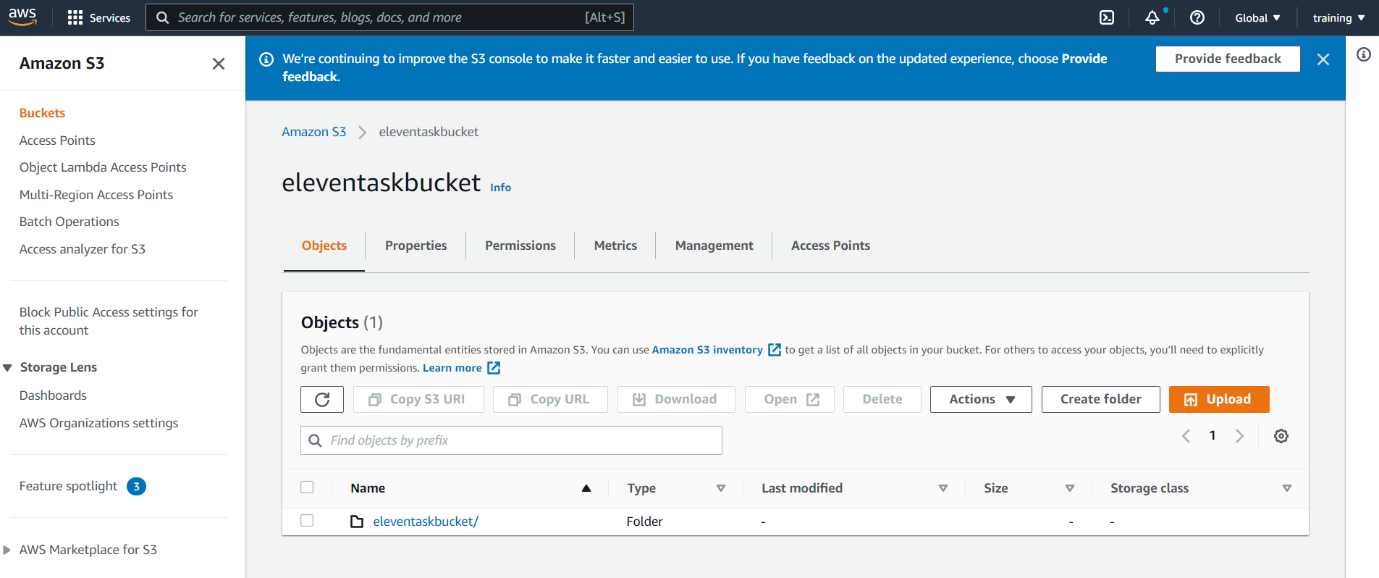 aws Services Search for services, features, blogs, docs, and more [Alt+S] Global training
Amazon S3
Buckets
Access Points
Object Lambda Access Points
Multi-Region Access Points
Batch Operations
Access analyzer for S3
Block Public Access settings for
this account
Storage Lens
Dashboards
AWS Organizations settings
Feature spotlight 3
AWS Marketplace for S3
We're continuing to improve the S3 console to make it faster and easier to use. If you have feedback on the updated experience, choose Provide
feedback.
Provide feedback
Amazon S3 eleventaskbucket
eleventaskbucket Info
Objects Properties Permissions Metrics Management Access Points
Objects (1)
Objects are the fundamental entities stored in Amazon S3. You can use Amazon S3 inventory to get a list of all objects in your bucket. For others to access your objects, you'll need to explicitly
grant them permissions. Learn more
Copy S3 URI Copy URL Download Open Delete Actions Create folder Upload
Find objects by prefix 1
Name Type Last modified Size Storage class
eleventaskbucket/ Folder - - -